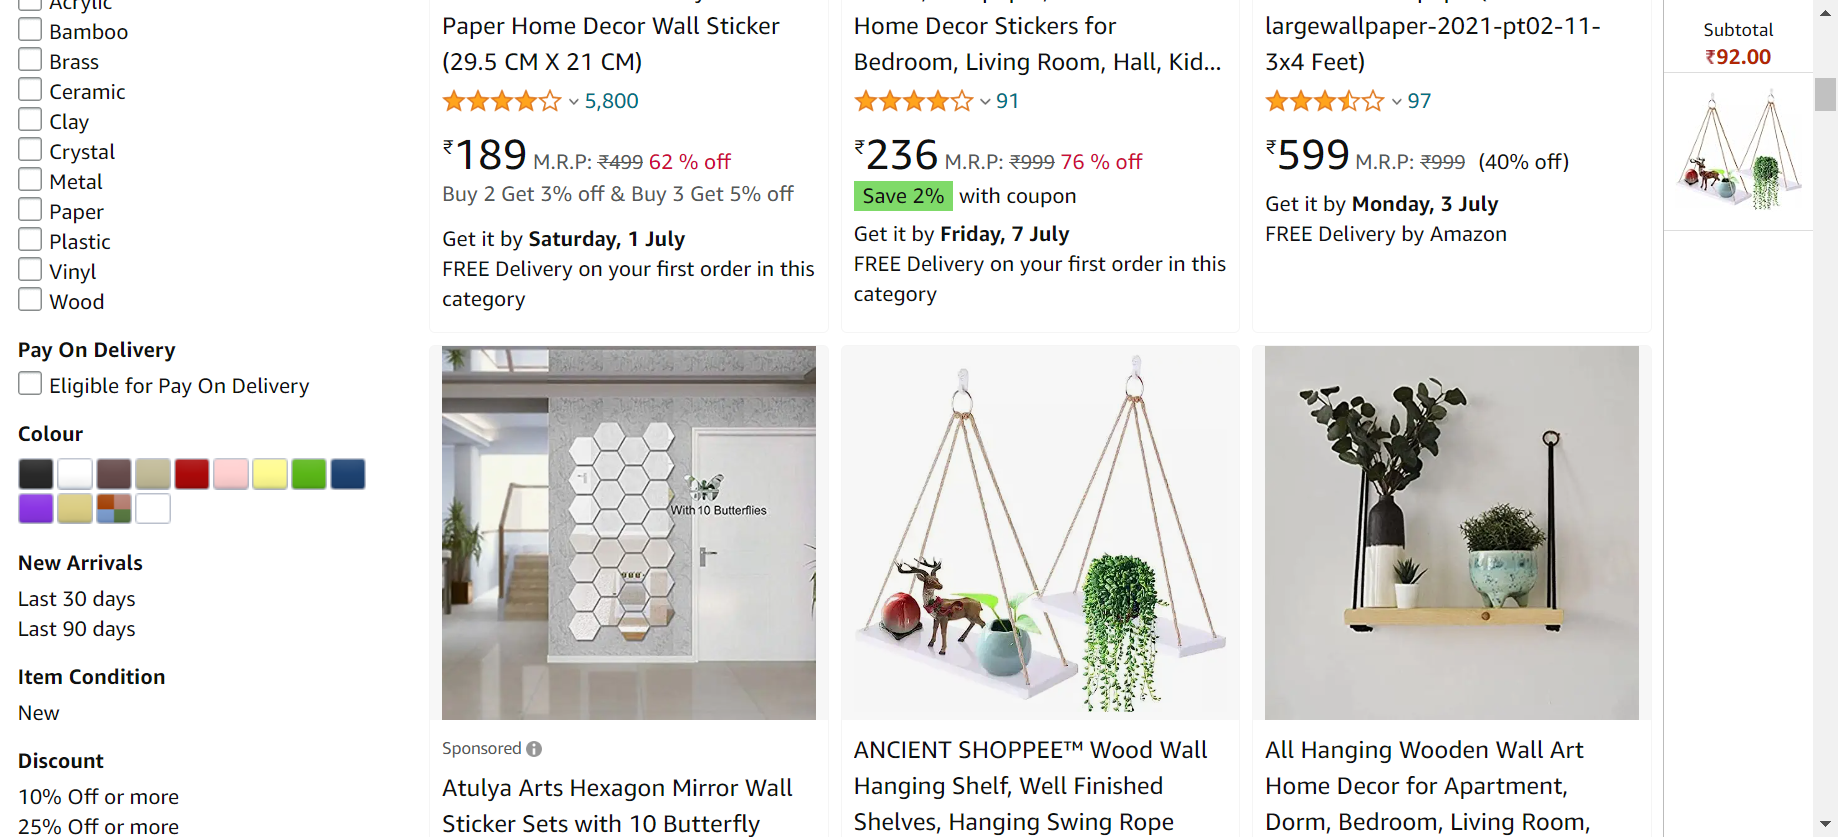 Acrylic
Bamboo
Brass
Ceramic
Clay
Crystal
Metal
Paper
Plastic
Vinyl
Wood
Pay On Delivery
Eligible for Pay On Delivery
Colour
New Arrivals
Last 30 days
Last 90 days
Item Condition
New
Discount
10% Off or more
25% Off or more
Paper Home Decor Wall Sticker
(29.5 CM X 21 CM)
5,800
₹189 M.R.P: ₹499 62 % off
Buy 2 Get 3% off & Buy 3 Get 5% off
Get it by Saturday, 1 July
FREE Delivery on your first order in this
category
Home Decor Stickers for
Bedroom, Living Room, Hall, Kid...
91
₹236 M.R.P: ₹999 76 % off
Save 2% with coupon
Get it by Friday, 7 July
FREE Delivery on your first order in this
category
largewallpaper-2021-pt02-11-
3x4 Feet)
97
₹599 M.R.P: ₹999 (40% off)
Get it by Monday, 3 July
FREE Delivery by Amazon
With 10 Butterflies
Sponsored
Atulya Arts Hexagon Mirror Wall
Sticker Sets with 10 Butterfly
ANCIENT SHOPPEE™ Wood Wall
Hanging Shelf, Well Finished
Shelves, Hanging Swing Rope
All Hanging Wooden Wall Art
Home Decor for Apartment,
Dorm, Bedroom, Living Room,
Subtotal
₹92.00